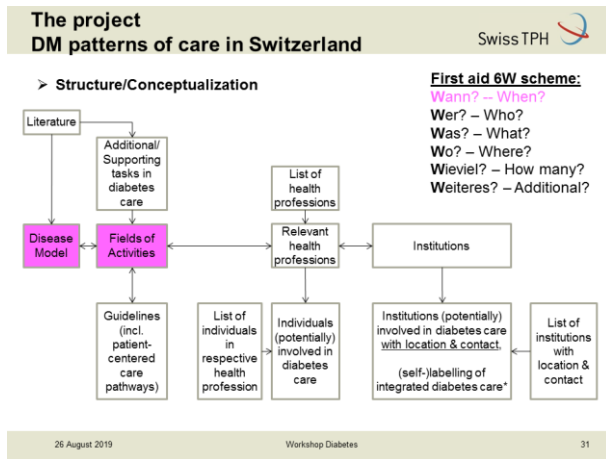 The project
DM patterns of care in Switzerland
Swiss TPH
➢ Structure/Conceptualization
First aid 6W scheme:
Wann? -- When?
Wer? – Who?
Was? – What?
Wo? – Where?
Wieviel? – How many?
Weiteres? – Additional?
Literature
Additional/
Supporting
tasks in
diabetes
care
List of
health
professions
Disease
Model
Fields of
Activities
Relevant
health
professions
Institutions
Guidelines
(incl.
patient-
centered
care
pathways)
List of
individuals
in
respective
health
profession
Individuals
(potentially)
involved in
diabetes
care
Institutions (potentially)
involved in diabetes care
with location & contact,
(self-)labelling of
integrated diabetes care*
List of
institutions
with
location &
contact
26 August 2019
Workshop Diabetes
31